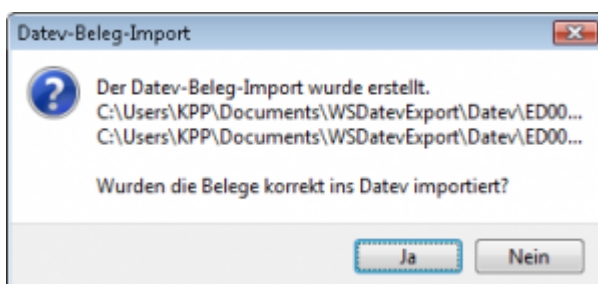 Datev-Beleg-Import
Der Datev-Beleg-Import wurde erstellt.
C:\Users\KPP\Documents\WSDatevExport\Datev\ED00...
C:\Users\KPP\Documents\WSDatevExport\Datev\ED00...
Wurden die Belege korrekt ins Datev importiert?
Ja
Nein